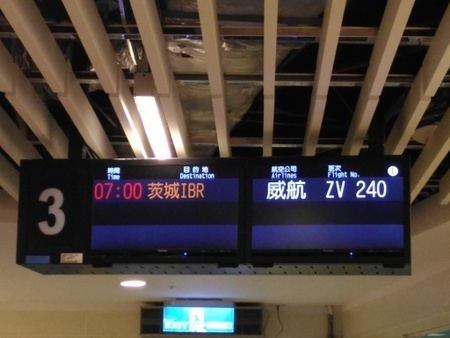 3
時間 目的地 航空公司 班次
Time Destination Airlines Flight No.
07:00 茨城IBR 威航 ZV 240